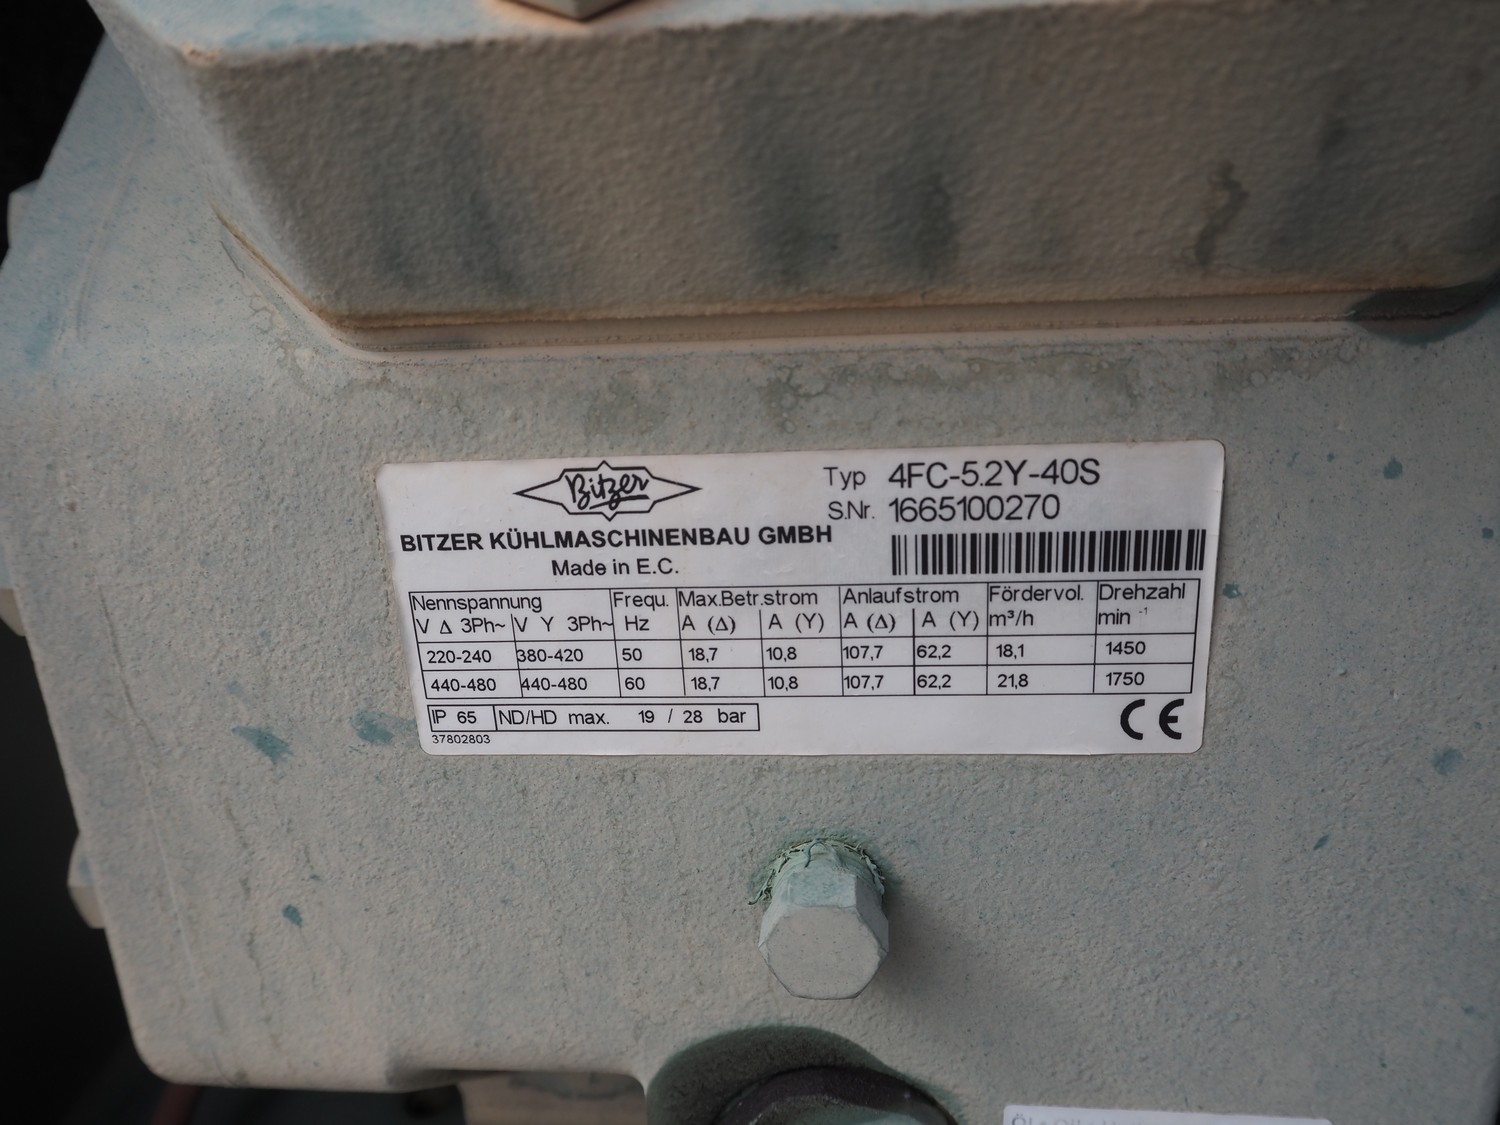 Bitzer
Typ 4FC-5.2Y-40S
S.Nr. 1665100270
BITZER KÜHLMASCHINENBAU GMBH
Made in E.C.
Nennspannung Frequ. Max.Betr.strom Anlaufstrom Fördervol. Drehzahl
V Δ 3Ph~ V Y 3Ph~ Hz A (Δ) A (Y) A (Δ) A (Y) m³/h min -1
220-240 380-420 50 18,7 10,8 107,7 62,2 18,1 1450
440-480 440-480 60 18,7 10,8 107,7 62,2 21,8 1750
IP 65 ND/HD max. 19 / 28 bar
37802803
CE